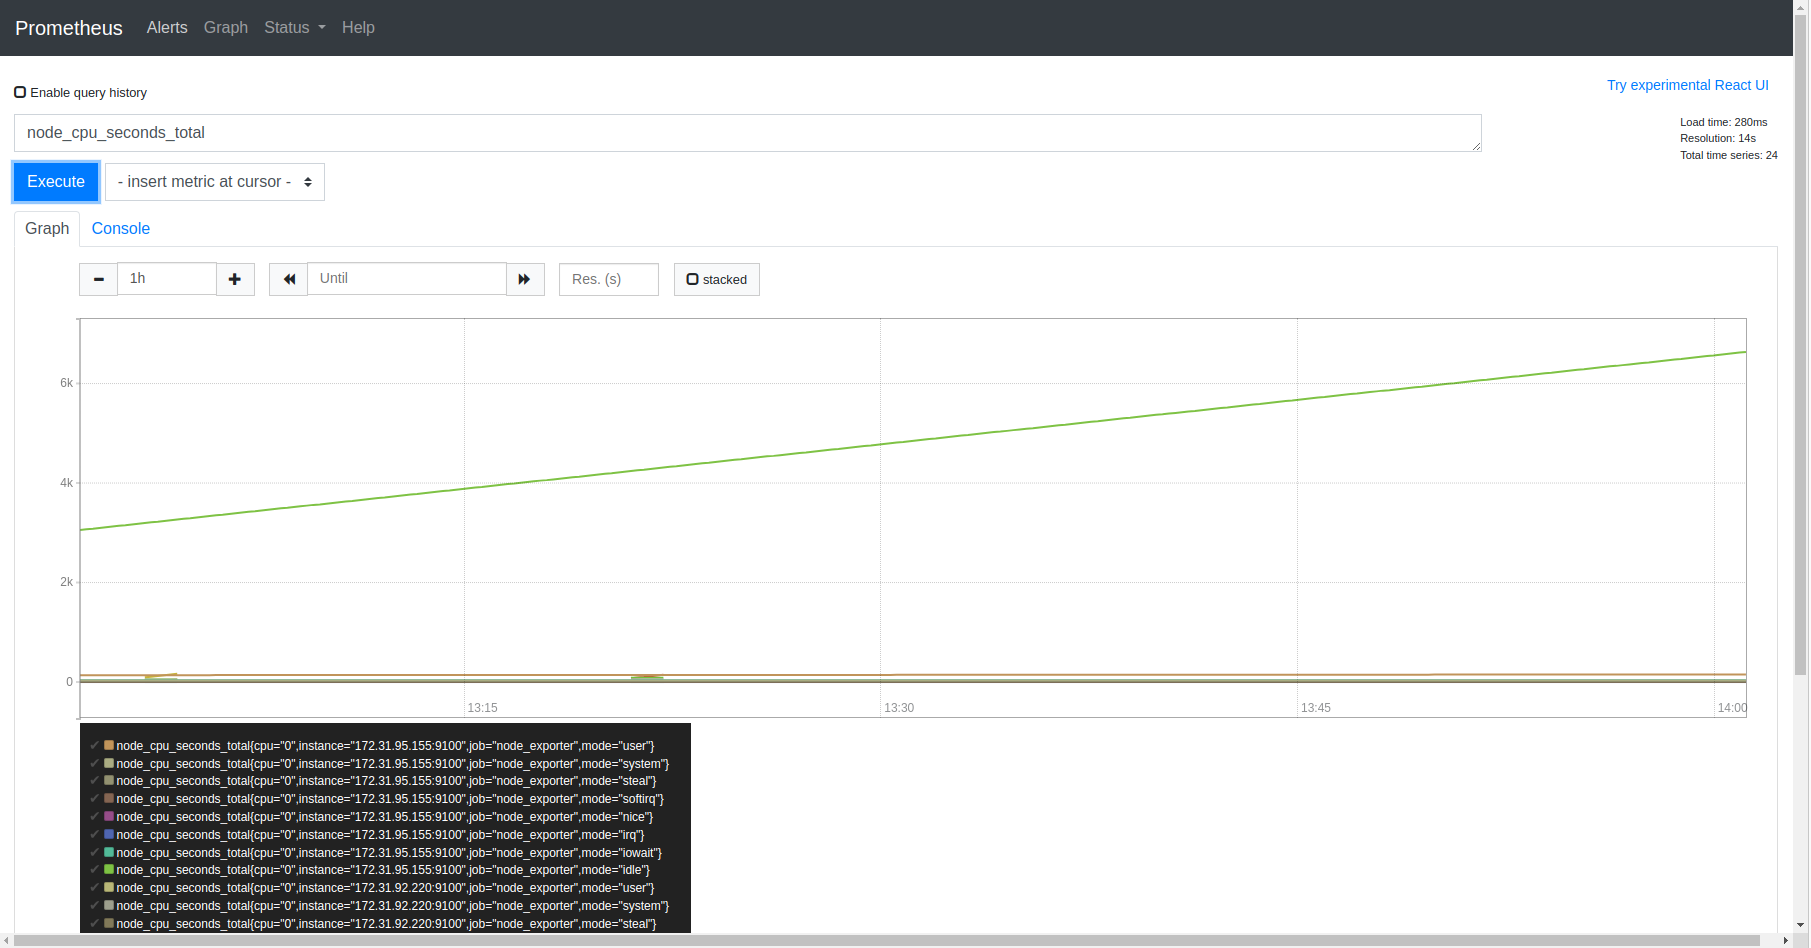 Prometheus Alerts Graph Status Help
Try experimental React UI
Enable query history
node_cpu_seconds_total
Load time: 280ms
Resolution: 14s
Total time series: 24
Execute - insert metric at cursor -
Graph Console
1h Until Res. (s) stacked
6k
4k
2k
0
13:15 13:30 13:45 14:00
node_cpu_seconds_total{cpu="0",instance="172.31.95.155:9100",job="node_exporter",mode="user"}
node_cpu_seconds_total{cpu="0",instance="172.31.95.155:9100",job="node_exporter",mode="system"}
node_cpu_seconds_total{cpu="0",instance="172.31.95.155:9100",job="node_exporter",mode="steal"}
node_cpu_seconds_total{cpu="0",instance="172.31.95.155:9100",job="node_exporter",mode="softirq"}
node_cpu_seconds_total{cpu="0",instance="172.31.95.155:9100",job="node_exporter",mode="nice"}
node_cpu_seconds_total{cpu="0",instance="172.31.95.155:9100",job="node_exporter",mode="irq"}
node_cpu_seconds_total{cpu="0",instance="172.31.95.155:9100",job="node_exporter",mode="iowait"}
node_cpu_seconds_total{cpu="0",instance="172.31.95.155:9100",job="node_exporter",mode="idle"}
node_cpu_seconds_total{cpu="0",instance="172.31.92.220:9100",job="node_exporter",mode="user"}
node_cpu_seconds_total{cpu="0",instance="172.31.92.220:9100",job="node_exporter",mode="system"}
node_cpu_seconds_total{cpu="0",instance="172.31.92.220:9100",job="node_exporter",mode="steal"}